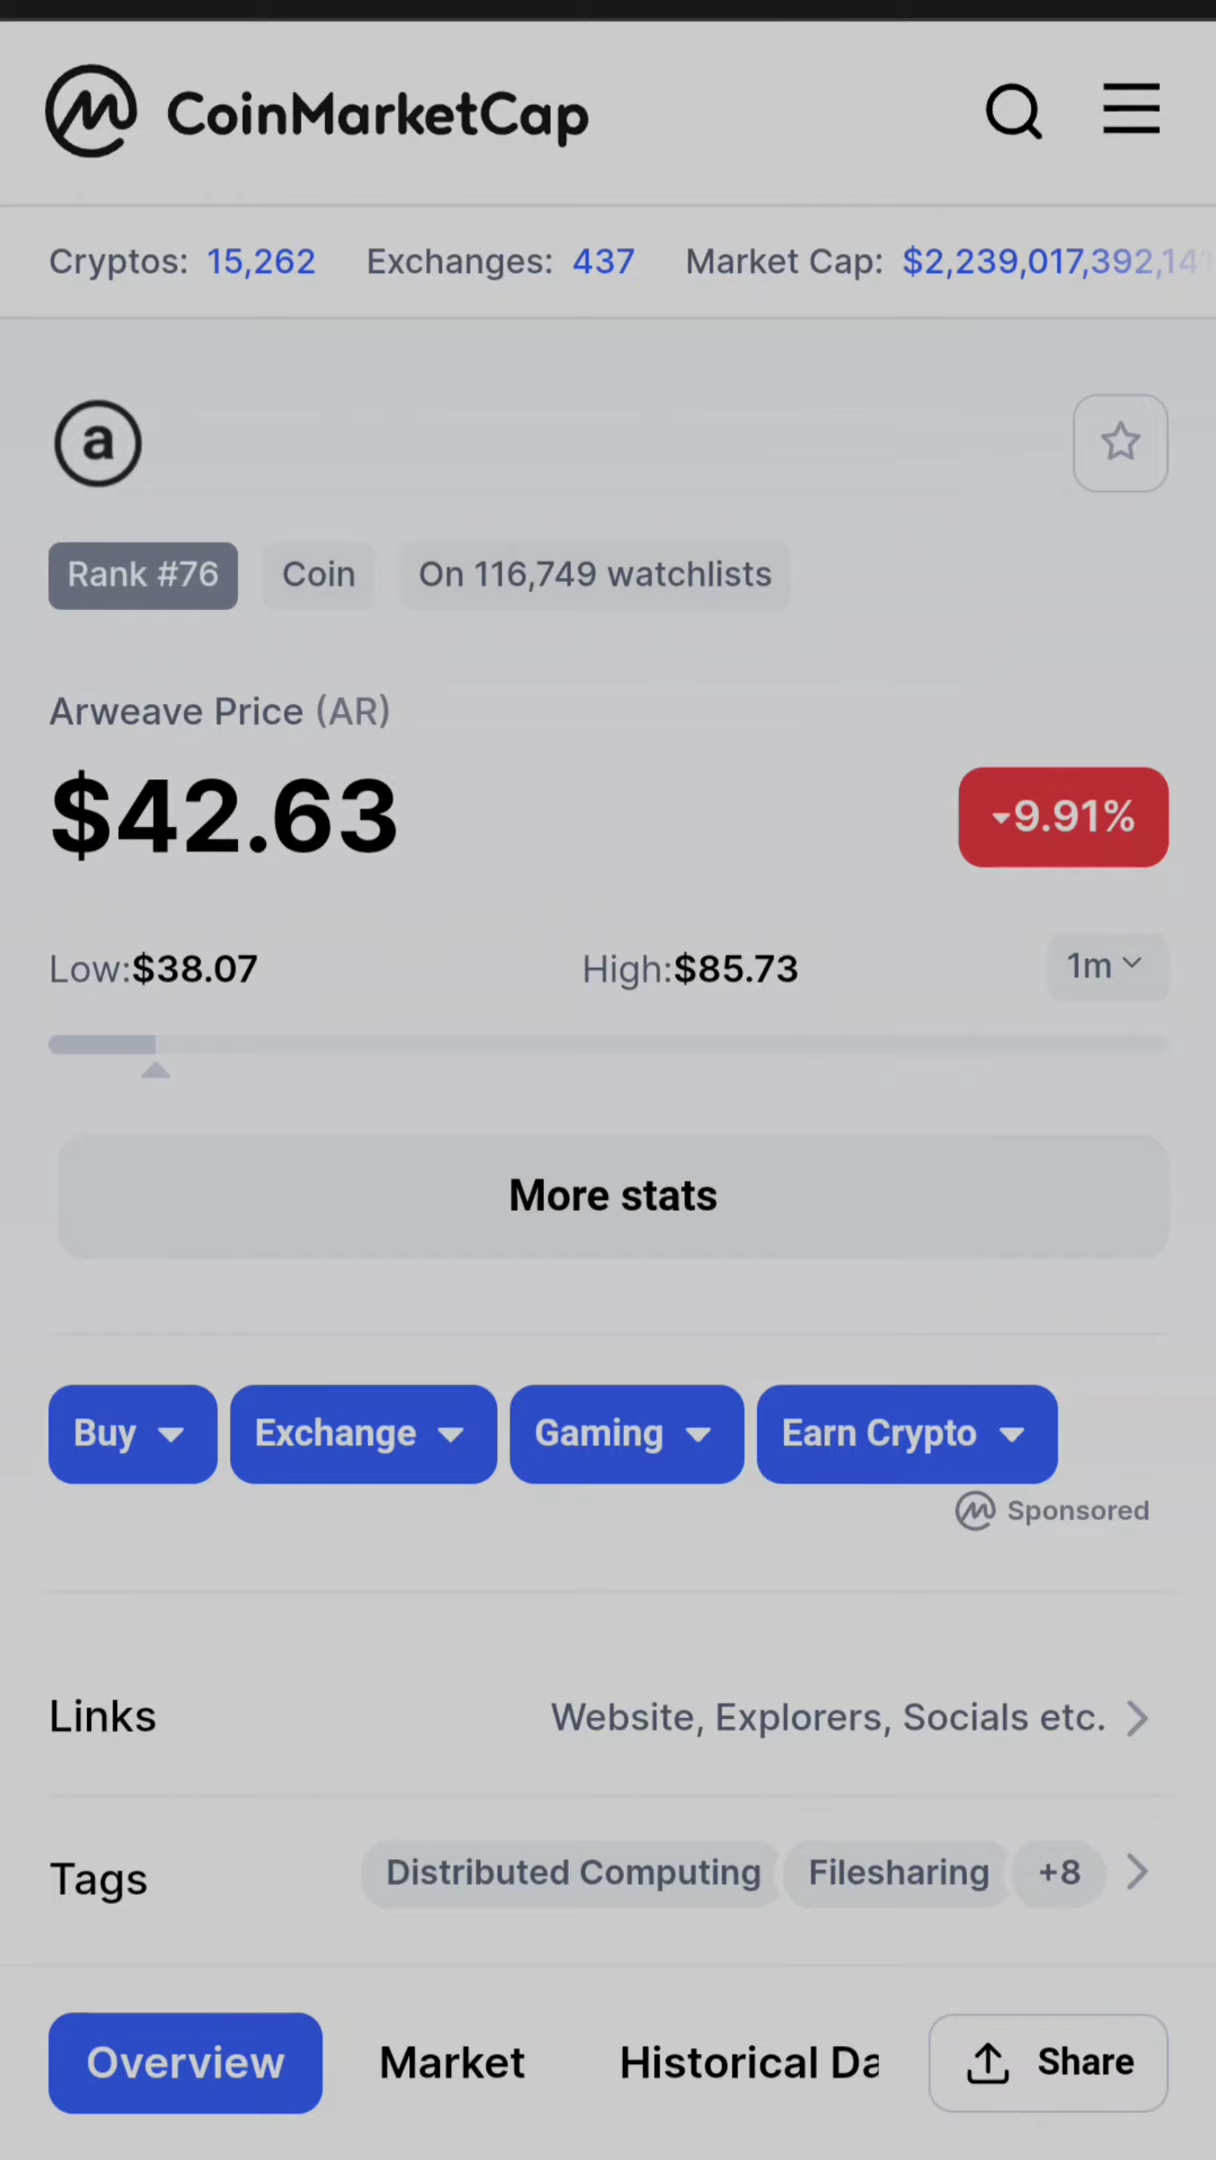 CoinMarketCap
Cryptos: 15,262 Exchanges: 437 Market Cap: $2,239,017,392,141
a
Rank #76 Coin On 116,749 watchlists
Arweave Price (AR)
$42.63 9.91%
Low:$38.07 High:$85.73 1m
More stats
Buy Exchange Gaming Earn Crypto
Sponsored
Links Website, Explorers, Socials etc.
Tags Distributed Computing Filesharing +8
Overview Market Historical Da Share